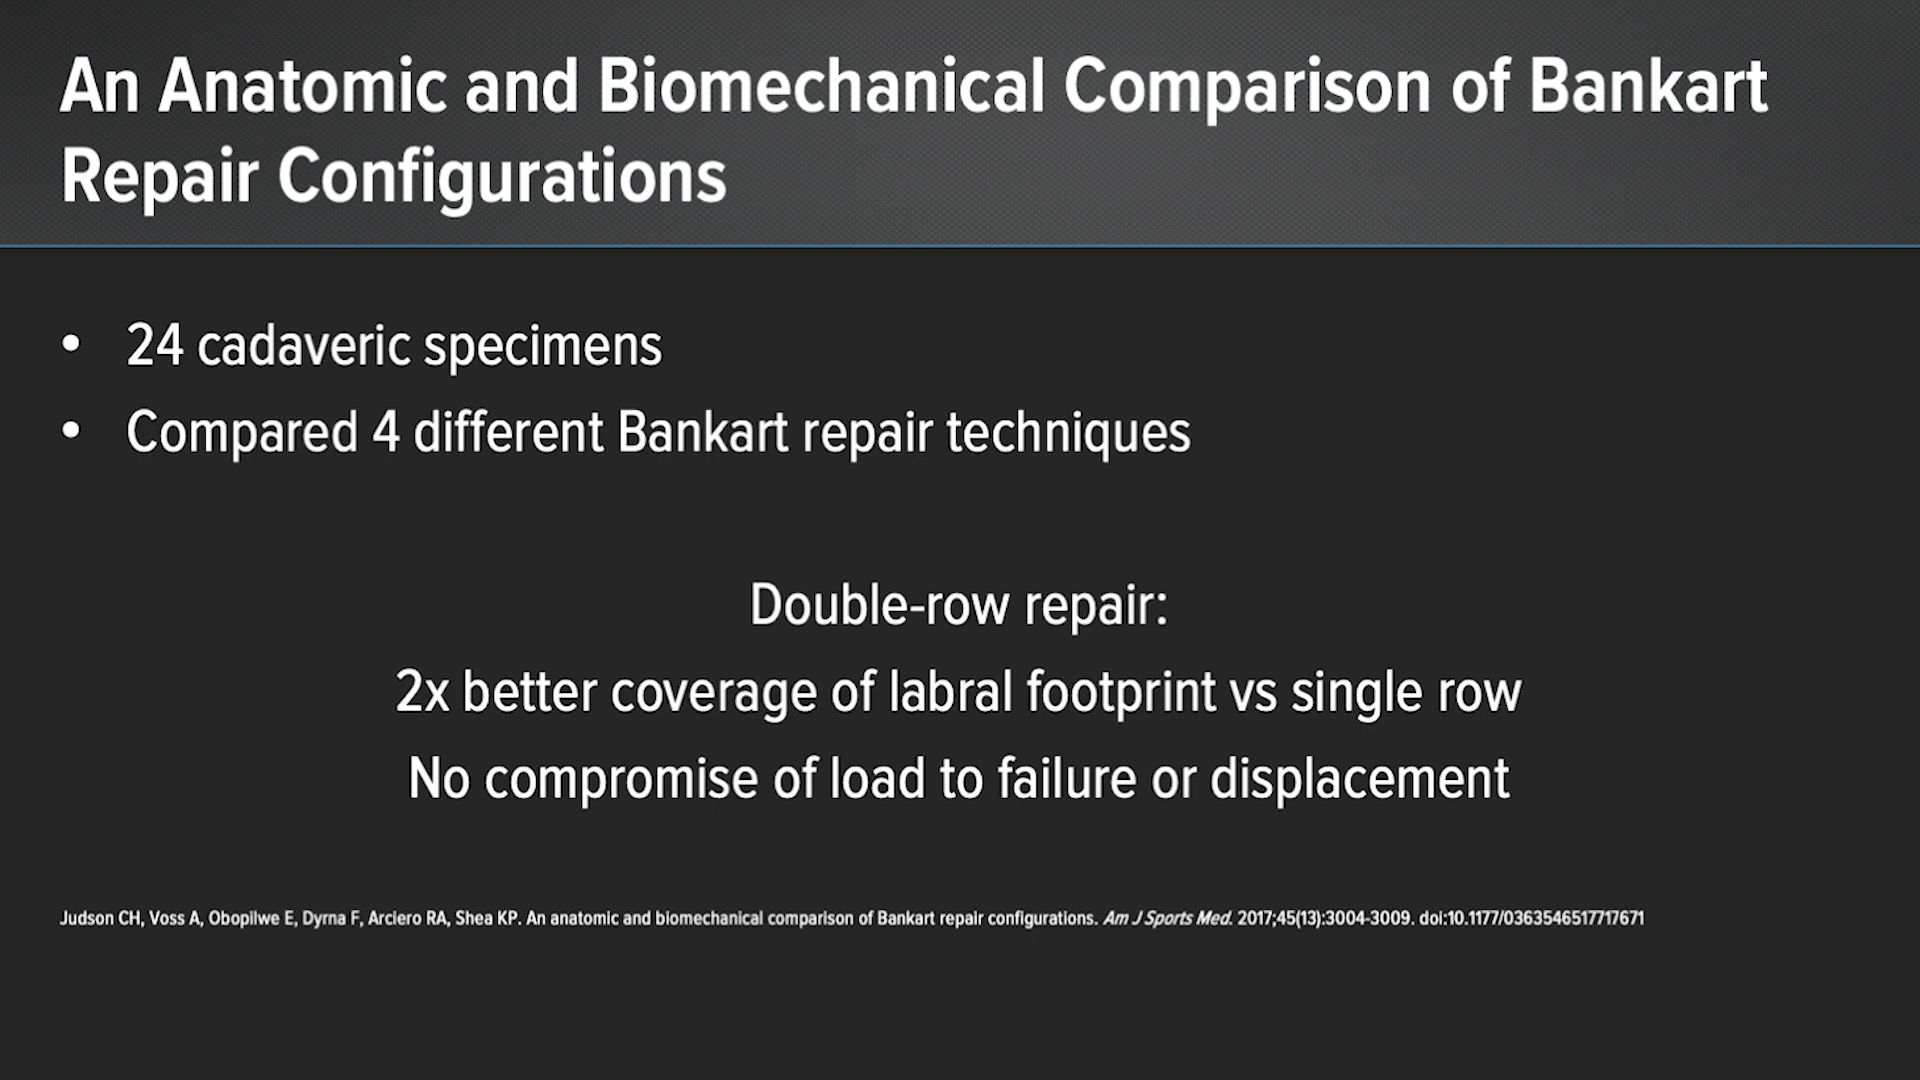 An Anatomic and Biomechanical Comparison of Bankart
Repair Configurations
• 24 cadaveric specimens
• Compared 4 different Bankart repair techniques
Double-row repair:
2x better coverage of labral footprint vs single row
No compromise of load to failure or displacement
Judson CH, Voss A, Obopilwe E, Dyrna F, Arciero RA, Shea KP. An anatomic and biomechanical comparison of Bankart repair configurations. Am J Sports Med. 2017;45(13):3004-3009. doi:10.1177/0363546517717671